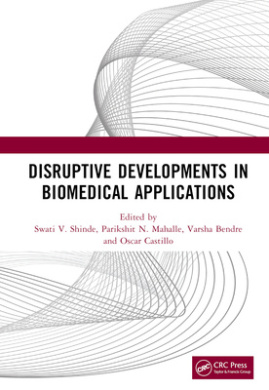 DISRUPTIVE DEVELOPMENTS IN
BIOMEDICAL APPLICATIONS
Edited by
Swati V. Shinde, Parikshit N. Mahalle, Varsha Bendre
and Oscar Castillo
CRC Press
Taylor & Francis Group